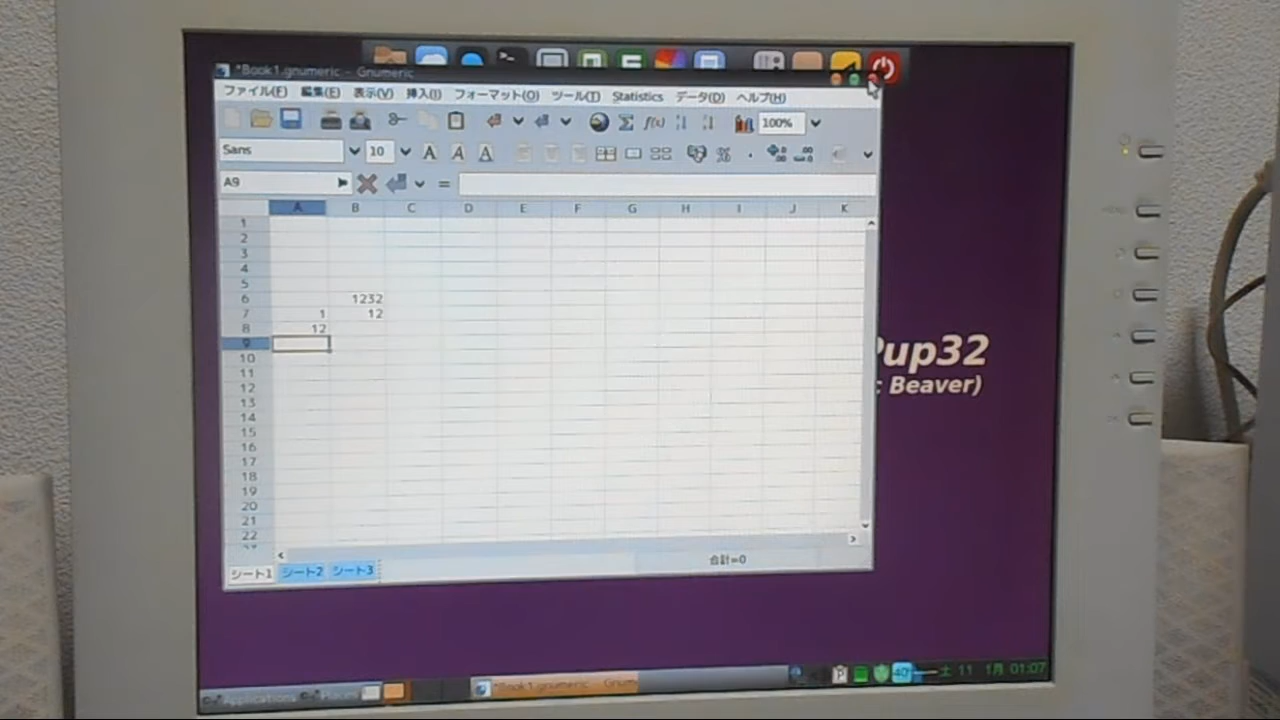 *Book1.gnumeric - Gnumeric
ファイル(F) 編集(E) 表示(V) 挿入(I) フォーマット(O) ツール(T) Statistics データ(D) ヘルプ(H)
f(x) 100%
Sans 10 A A A %
A9 =
A B C D E F G H I J K
1
2
3
4
5
6 1232
7 1 12
8 12
9
10
11
12
13
14
15
16
17
18
19
20
21
22
Pup32
Beaver)
合計=0
シート1 シート2 シート3
Applications *Book1.gnumeric - Gnum 40° 土 11 1月 01:07